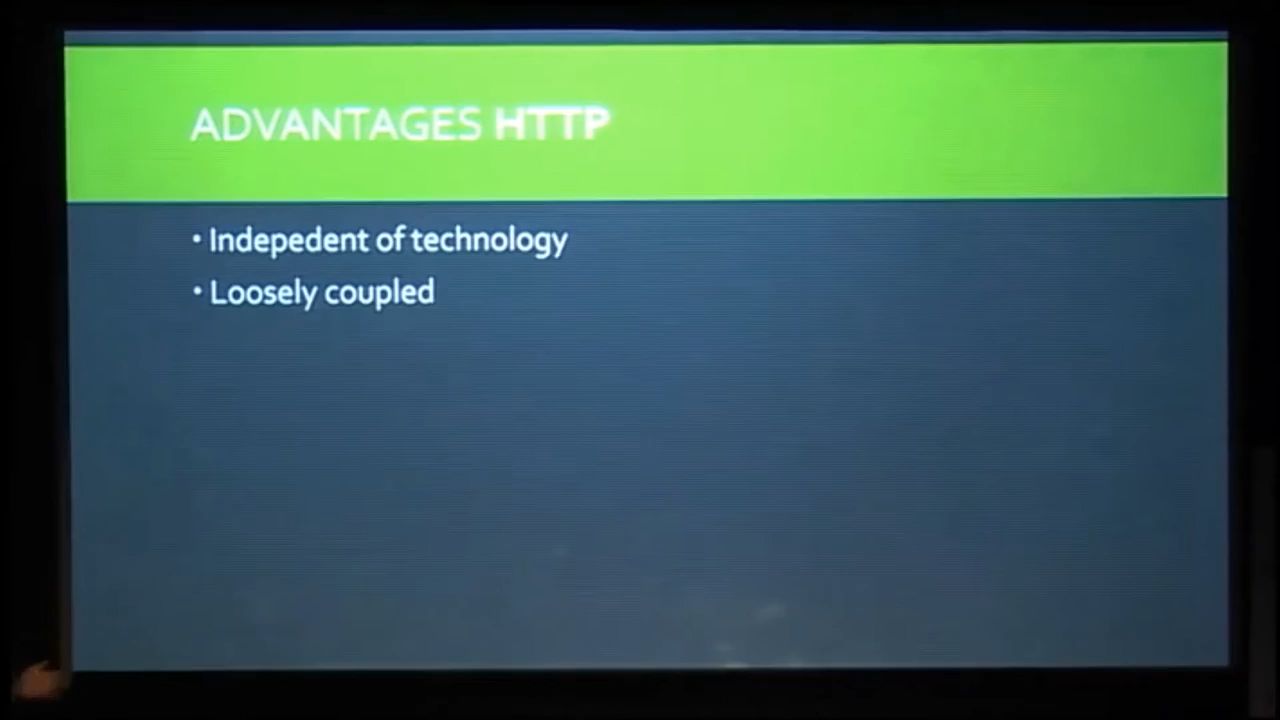 ADVANTAGES HTTP
• Indepedent of technology
• Loosely coupled